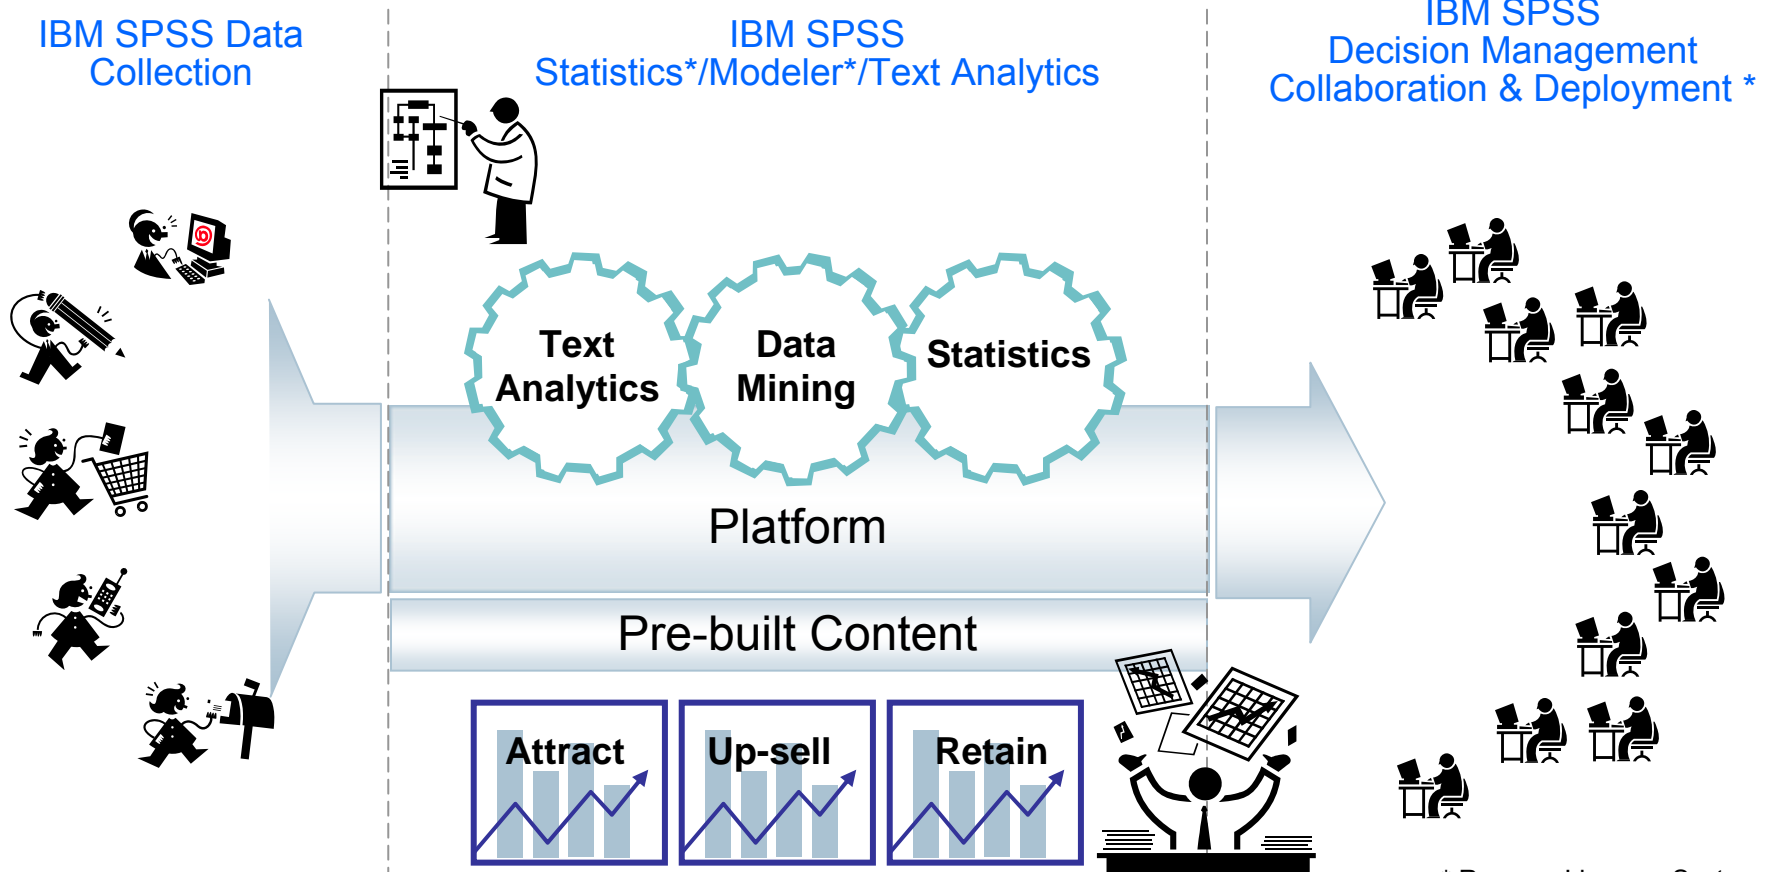 IBM SPSS Data
Collection
IBM SPSS
Statistics*/Modeler*/Text Analytics
IBM SPSS
Decision Management
Collaboration & Deployment *
Text
Analytics
Data
Mining
Statistics
Platform
Pre-built Content
Attract
Up-sell
Retain